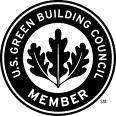 U.S. GREEN BUILDING COUNCIL
MEMBER
SM